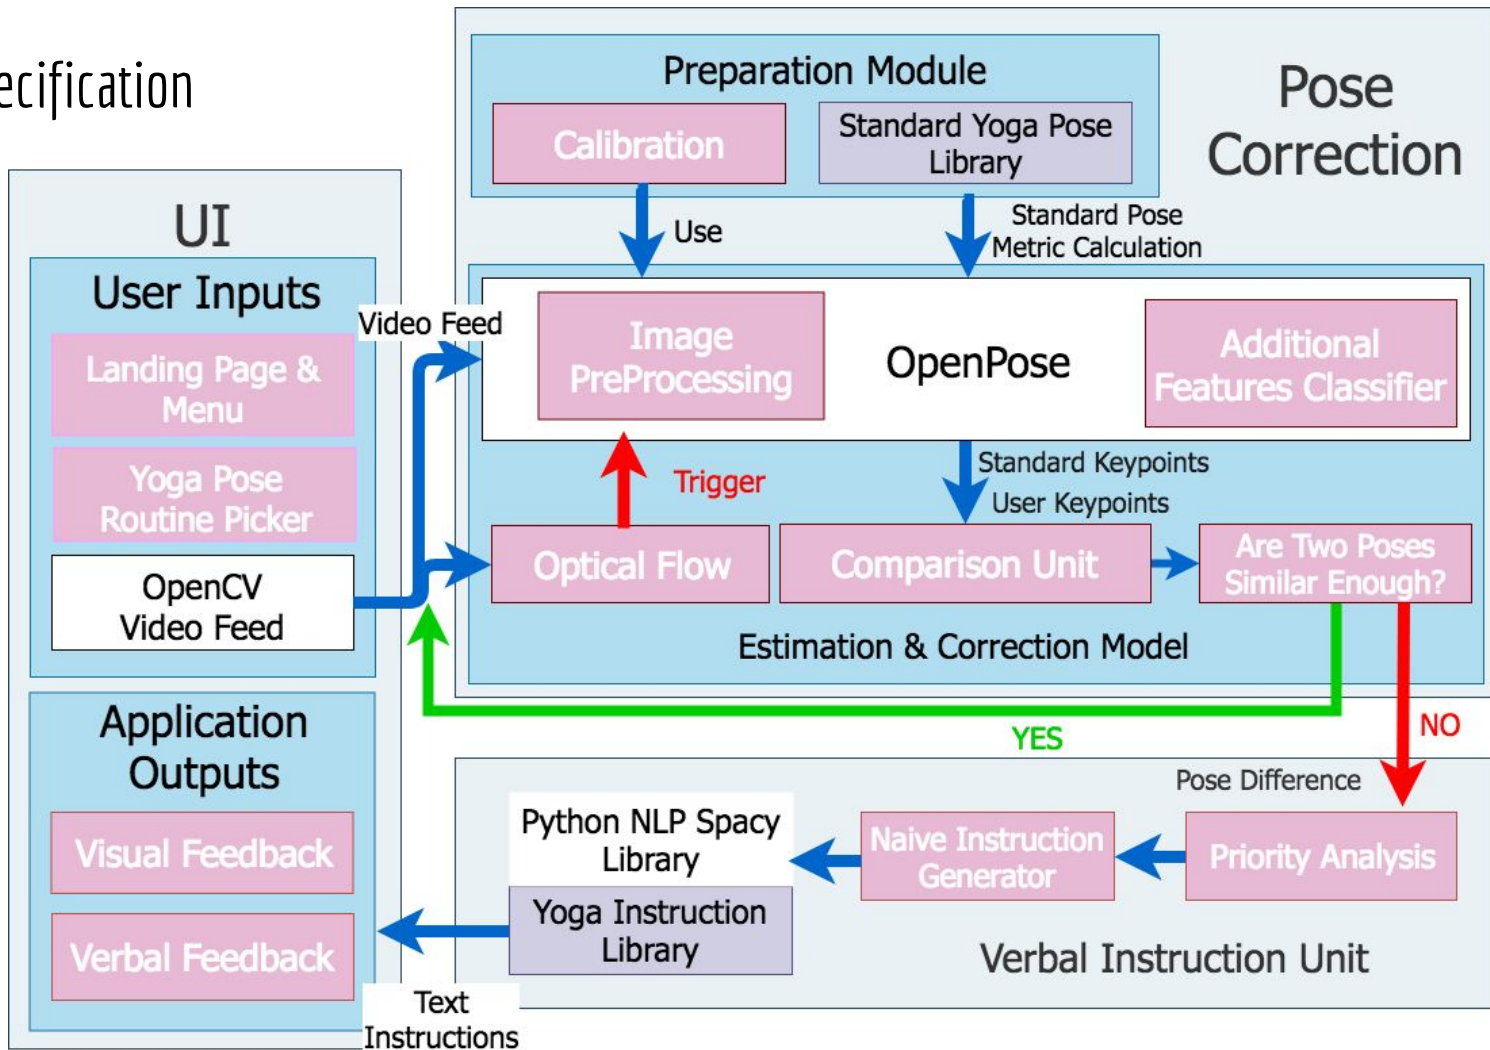 ecification
Pose
Correction
Preparation Module
Calibration
Standard Yoga Pose
Library
Use
Standard Pose
Metric Calculation
UI
User Inputs
Landing Page &
Menu
Yoga Pose
Routine Picker
OpenCV
Video Feed
Video Feed
Image
PreProcessing
OpenPose
Additional
Features Classifier
Trigger
Standard Keypoints
User Keypoints
Optical Flow
Comparison Unit
Are Two Poses
Similar Enough?
Estimation & Correction Model
YES
NO
Application
Outputs
Visual Feedback
Verbal Feedback
Pose Difference
Python NLP Spacy
Library
Naive Instruction
Generator
Priority Analysis
Yoga Instruction
Library
Verbal Instruction Unit
Text
Instructions